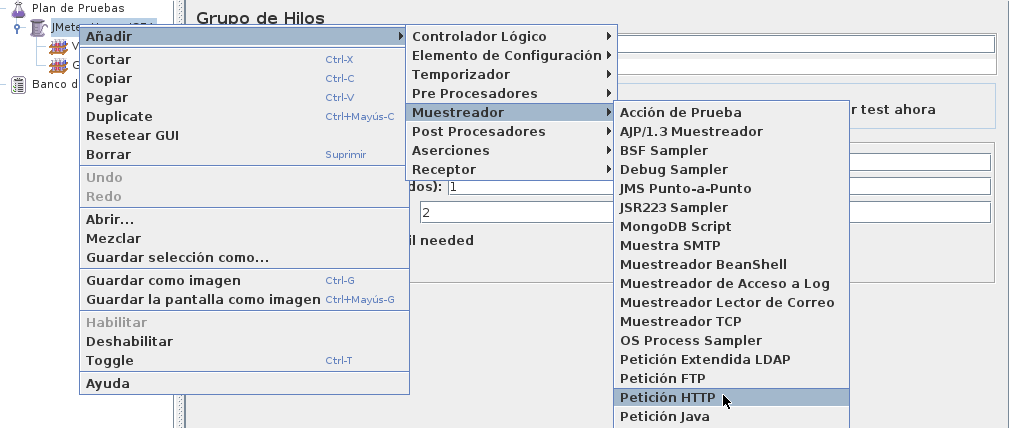 Plan de Pruebas
Grupo de Hilos
Añadir
Cortar Ctrl-X
Copiar Ctrl-C
Pegar Ctrl-V
Duplicate Ctrl+Mayús-C
Resetear GUI
Borrar Suprimir
Undo
Redo
Abrir...
Mezclar
Guardar selección como...
Guardar como imagen Ctrl-G
Guardar la pantalla como imagen Ctrl+Mayús-G
Habilitar
Deshabilitar
Toggle Ctrl-T
Ayuda
Banco d
Controlador Lógico
Elemento de Configuración
Temporizador
Pre Procesadores
Muestreador
Post Procesadores
Aserciones
Receptor
dos): 1
2
il needed
Acción de Prueba
AJP/1.3 Muestreador
BSF Sampler
Debug Sampler
JMS Punto-a-Punto
JSR223 Sampler
MongoDB Script
Muestra SMTP
Muestreador BeanShell
Muestreador de Acceso a Log
Muestreador Lector de Correo
Muestreador TCP
OS Process Sampler
Petición Extendida LDAP
Petición FTP
Petición HTTP
Petición Java
r test ahora